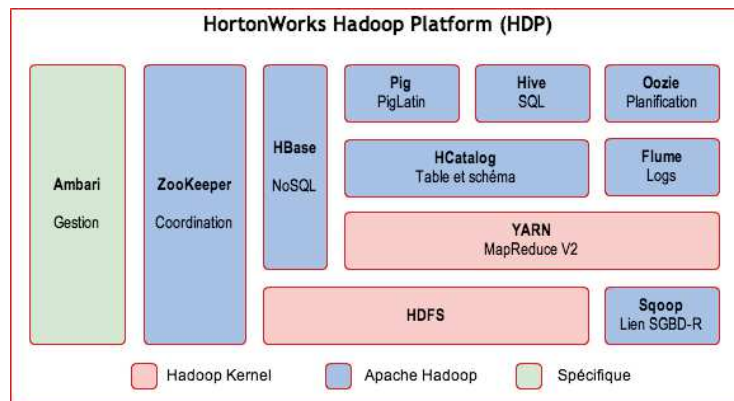 HortonWorks Hadoop Platform (HDP)
Ambari
Gestion
ZooKeeper
Coordination
HBase
NoSQL
Pig
PigLatin
Hive
SQL
Oozie
Planification
HCatalog
Table et schéma
Flume
Logs
YARN
MapReduce V2
HDFS
Sqoop
Lien SGBD-R
Hadoop Kernel
Apache Hadoop
Spécifique